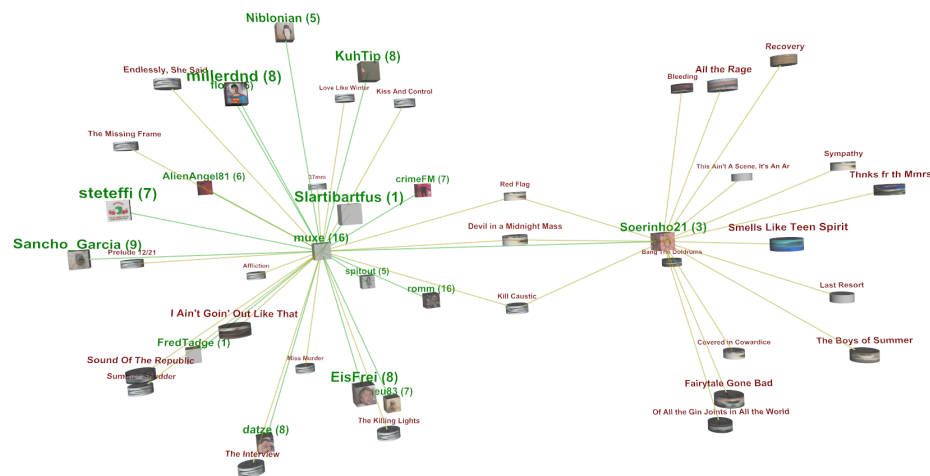 Niblonian (5)
Recovery
KuhTip (8)
Endlessly, She Said
millerdnd (8)
All the Rage
Bleeding
Love Like Winter
Kiss And Control
The Missing Frame
This Ain't A Scene, It's An Ar
Sympathy
AlienAngel81 (6)
37mm
crimeFM (7)
Thnks fr th Mmrs
steteffi (7)
Slartibartfus (1)
Red Flag
muxe (16)
Devil in a Midnight Mass
Soerinho21 (3)
Smells Like Teen Spirit
Sancho_Garcia (9)
Prelude 12/21
Bang The Doldrums
Affliction
spitout (5)
romm (16)
Kill Caustic
Last Resort
I Ain't Goin' Out Like That
FredTadge (1)
Covered in Cowardice
The Boys of Summer
Sound Of The Republic
Miss Murder
EisFrei (8)
Fairytale Gone Bad
(7)
Of All the Gin Joints in All the World
The Killing Lights
datze (8)
The Interview